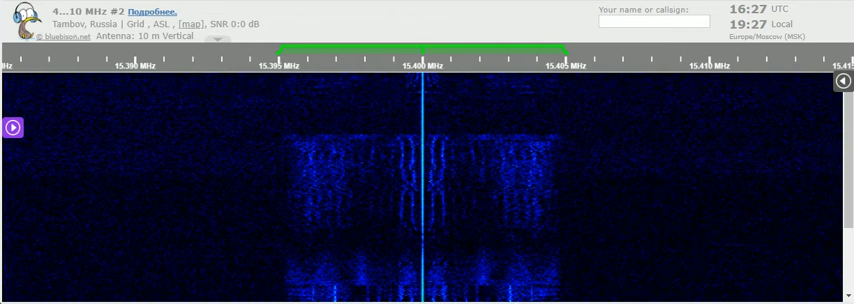 4...10 MHz #2 Подробнее.
Tambov, Russia | Grid , ASL , [map], SNR 0:0 dB
© bluebison.net Antenna: 10 m Vertical
Your name or callsign:
16:27 UTC
19:27 Local
Europe/Moscow (MSK)
15.390 MHz 15.395 MHz 15.400 MHz 15.405 MHz 15.410 MHz